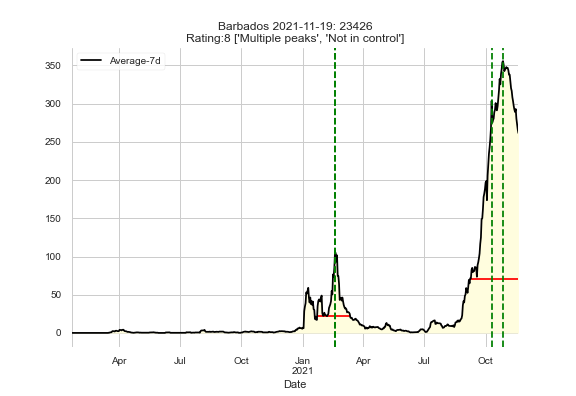 Barbados 2021-11-19: 23426
Rating:8 ['Multiple peaks', 'Not in control']
Average-7d
350
300
250
200
150
100
50
0
Apr Jul Oct Jan Apr Jul Oct
2021
Date